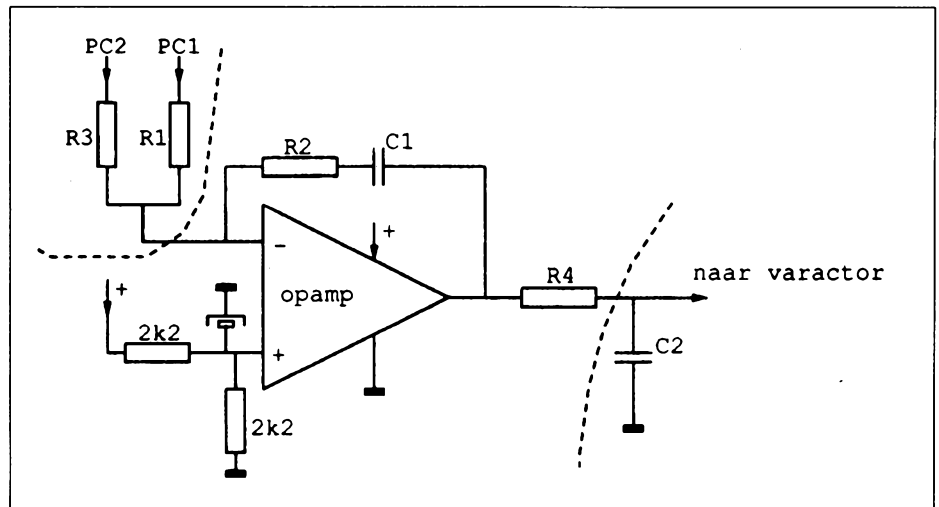 PC2 PC1
R3 R1
R2 C1
-
+
opamp
R4
naar varactor
+
2k2
+
C2
2k2